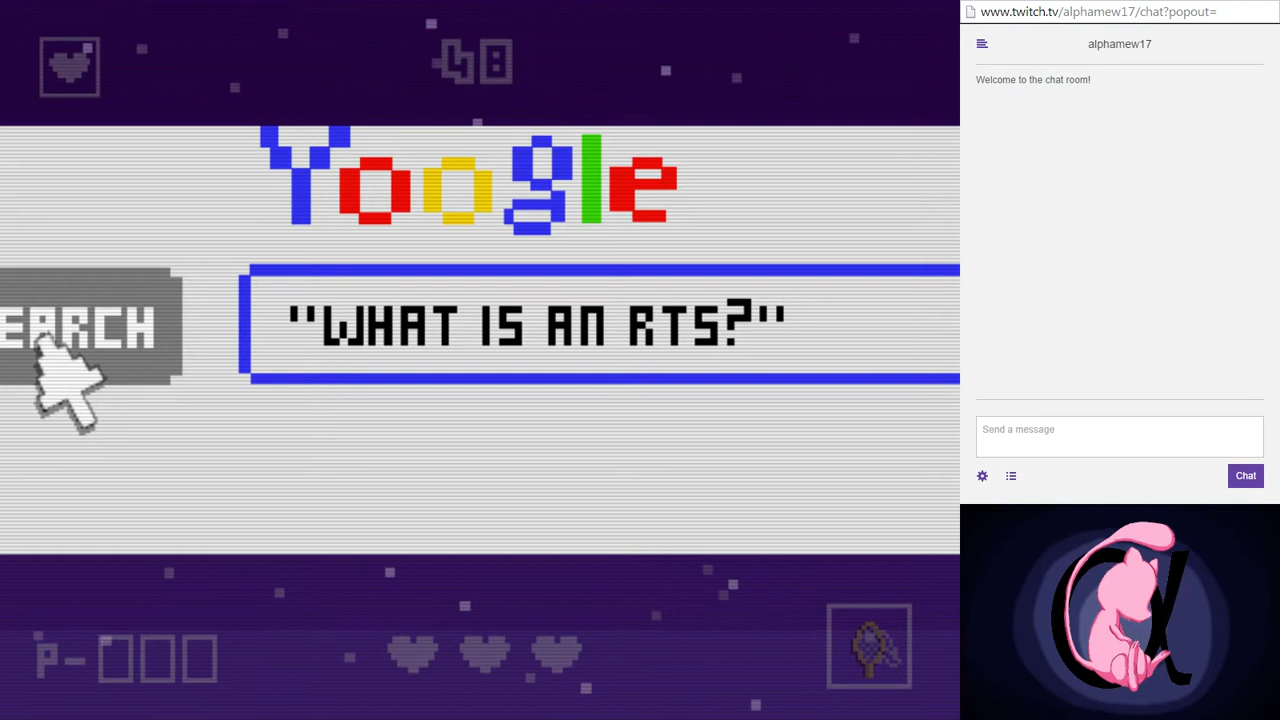 48
Yoogle
EARCH
"WHAT IS AN RTS?"
P-
www.twitch.tv/alphamew17/chat?popout=
alphamew17
Welcome to the chat room!
Send a message
Chat